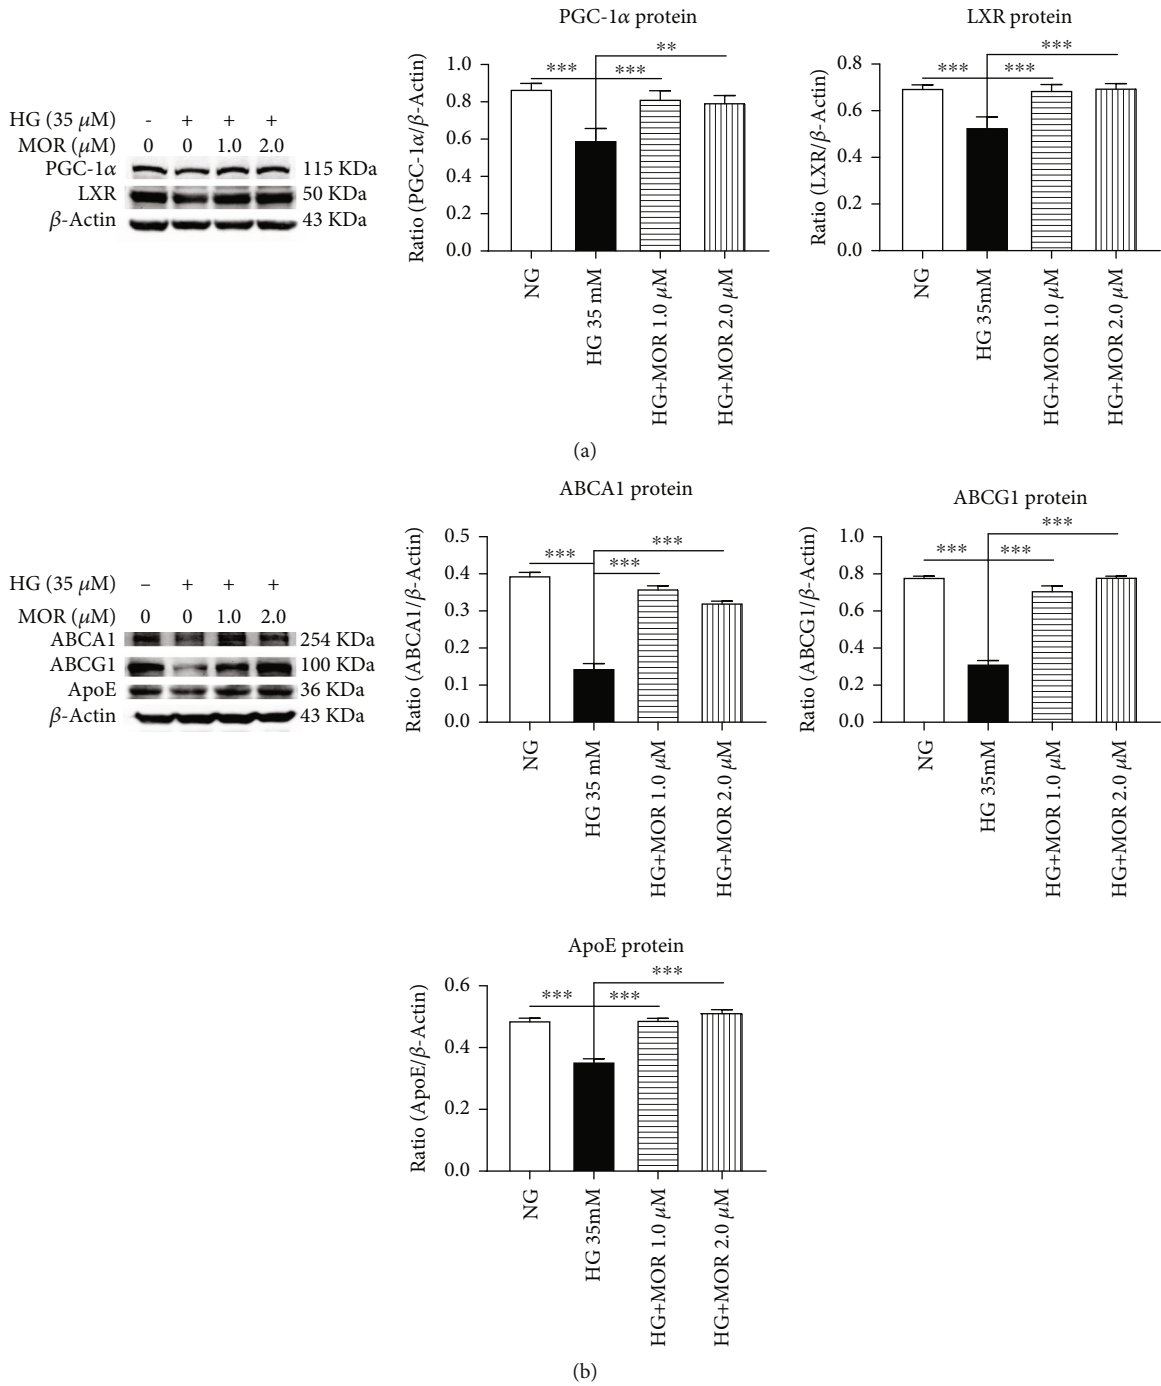 HG (35 μM) - + + +
MOR (μM) 0 0 1.0 2.0
PGC-1α 115 KDa
LXR 50 KDa
β-Actin 43 KDa
PGC-1α protein
** 
*** ***
Ratio (PGC-1α/β-Actin)
1.0
0.8
0.6
0.4
0.2
0.0
NG
HG 35 mM
HG+MOR 1.0 μM
HG+MOR 2.0 μM
LXR protein
***
*** ***
Ratio (LXR/β-Actin)
0.8
0.6
0.4
0.2
0.0
NG
HG 35mM
HG+MOR 1.0 μM
HG+MOR 2.0 μM
(a)
HG (35 μM) – + + +
MOR (μM) 0 0 1.0 2.0
ABCA1 254 KDa
ABCG1 100 KDa
ApoE 36 KDa
β-Actin 43 KDa
ABCA1 protein
***
*** ***
Ratio (ABCA1/β-Actin)
0.5
0.4
0.3
0.2
0.1
0.0
NG
HG 35 mM
HG+MOR 1.0 μM
HG+MOR 2.0 μM
ABCG1 protein
***
*** ***
Ratio (ABCG1/β-Actin)
1.0
0.8
0.6
0.4
0.2
0.0
NG
HG 35mM
HG+MOR 1.0 μM
HG+MOR 2.0 μM
ApoE protein
***
*** ***
Ratio (ApoE/β-Actin)
0.6
0.4
0.2
0.0
NG
HG 35mM
HG+MOR 1.0 μM
HG+MOR 2.0 μM
(b)